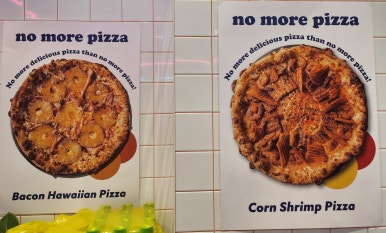 no more pizza
No more delicious pizza than no more pizza!
Bacon Hawaiian Pizza
no more pizza
No more delicious pizza than no more pizza!
Corn Shrimp Pizza